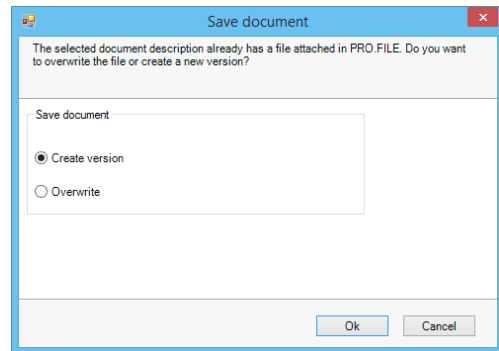 Save document
The selected document description already has a file attached in PRO.FILE. Do you want
to overwrite the file or create a new version?
Save document
Create version
Overwrite
Ok
Cancel